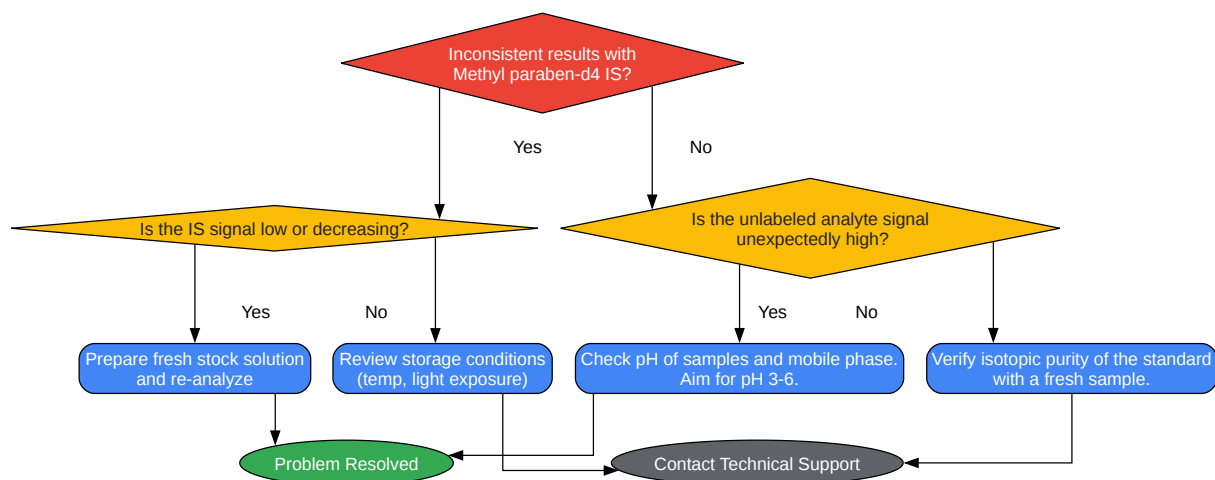 Inconsistent results with
Methyl paraben-d4 IS?
Yes
No
Is the IS signal low or decreasing?
Is the unlabeled analyte signal
unexpectedly high?
Yes
No
Yes
No
Prepare fresh stock solution
and re-analyze
Review storage conditions
(temp, light exposure)
Check pH of samples and mobile phase.
Aim for pH 3-6.
Verify isotopic purity of the standard
with a fresh sample.
Problem Resolved
Contact Technical Support